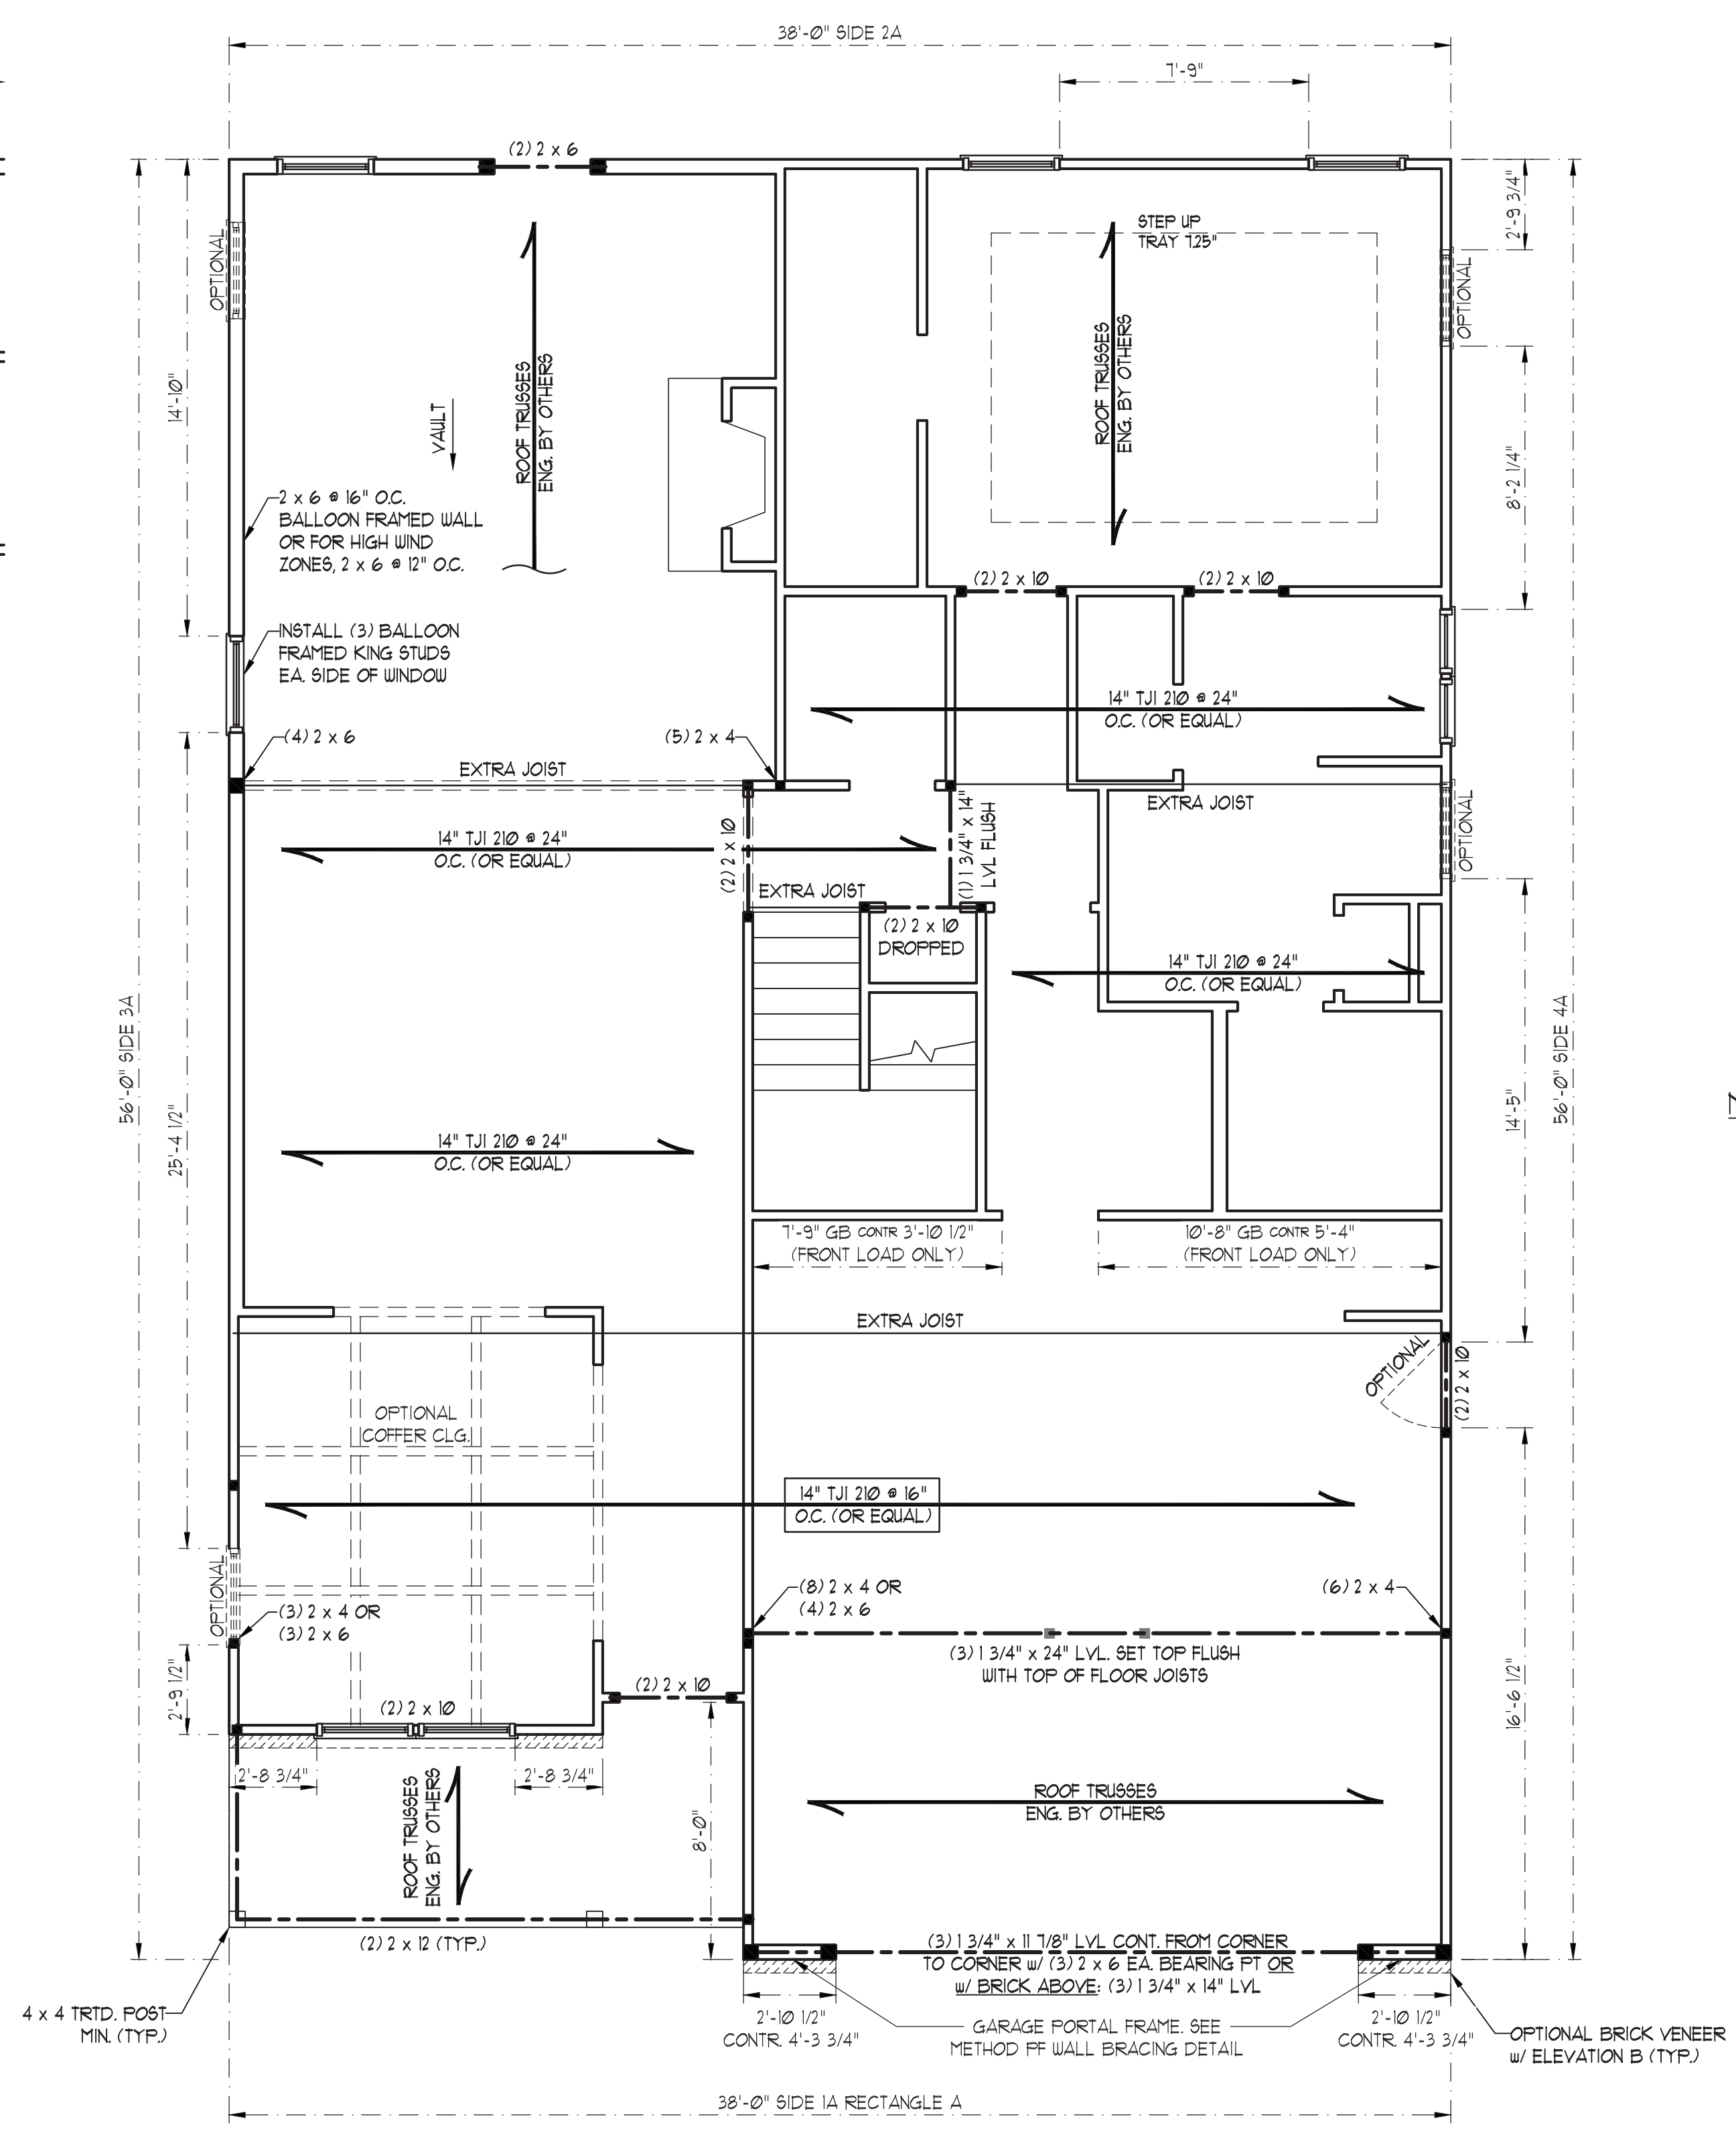 38'-0" SIDE 2A
7'-9"
(2) 2 x 6
2'-9 3/4"
STEP UP
TRAY 7.25"
OPTIONAL
OPTIONAL
ROOF TRUSSES
ENG. BY OTHERS
ROOF TRUSSES
ENG. BY OTHERS
14'-10"
VAULT
8'-2 1/4"
2 x 6 @ 16" O.C.
BALLOON FRAMED WALL
OR FOR HIGH WIND
ZONES, 2 x 6 @ 12" O.C.
(2) 2 x 10
(2) 2 x 10
INSTALL (3) BALLOON
FRAMED KING STUDS
EA. SIDE OF WINDOW
14" TJI 210 @ 24"
O.C. (OR EQUAL)
(4) 2 x 6
(5) 2 x 4
EXTRA JOIST
EXTRA JOIST
14" TJI 210 @ 24"
O.C. (OR EQUAL)
(2) 2 x 10
(1) 1 3/4" x 14"
LVL FLUSH
OPTIONAL
EXTRA JOIST
(2) 2 x 10
DROPPED
14" TJI 210 @ 24"
O.C. (OR EQUAL)
56'-0" SIDE 3A
56'-0" SIDE 4A
25'-4 1/2"
14'-5"
14" TJI 210 @ 24"
O.C. (OR EQUAL)
7'-9" GB CONTR 3'-10 1/2"
(FRONT LOAD ONLY)
10'-8" GB CONTR 5'-4"
(FRONT LOAD ONLY)
EXTRA JOIST
OPTIONAL
(2) 2 x 10
OPTIONAL
COFFER CLG.
14" TJI 210 @ 16"
O.C. (OR EQUAL)
OPTIONAL
(8) 2 x 4 OR
(4) 2 x 6
(6) 2 x 4
(3) 2 x 4 OR
(3) 2 x 6
(3) 1 3/4" x 24" LVL. SET TOP FLUSH
WITH TOP OF FLOOR JOISTS
2'-9 1/2"
(2) 2 x 10
(2) 2 x 10
16'-6 1/2"
2'-8 3/4"
2'-8 3/4"
ROOF TRUSSES
ENG. BY OTHERS
8'-0"
ROOF TRUSSES
ENG. BY OTHERS
(2) 2 x 12 (TYP.)
(3) 1 3/4" x 11 7/8" LVL CONT. FROM CORNER
TO CORNER w/ (3) 2 x 6 EA. BEARING PT OR
w/ BRICK ABOVE: (3) 1 3/4" x 14" LVL
4 x 4 TRTD. POST
MIN. (TYP.)
2'-10 1/2"
CONTR. 4'-3 3/4"
GARAGE PORTAL FRAME. SEE
METHOD PF WALL BRACING DETAIL
2'-10 1/2"
CONTR. 4'-3 3/4"
OPTIONAL BRICK VENEER
w/ ELEVATION B (TYP.)
38'-0" SIDE 1A RECTANGLE A